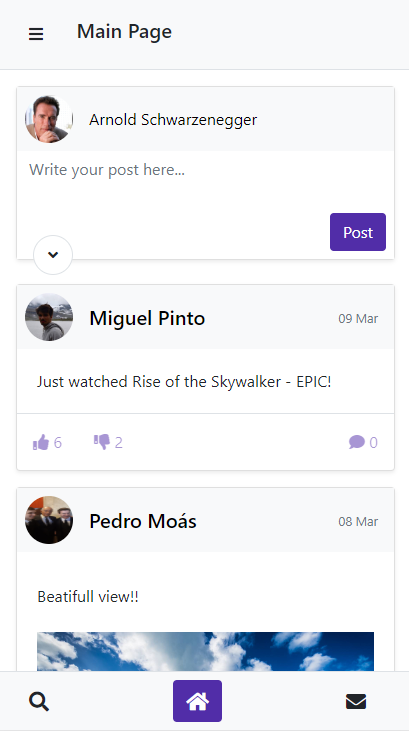 Main Page
Arnold Schwarzenegger
Write your post here...
Post
Miguel Pinto
09 Mar
Just watched Rise of the Skywalker - EPIC!
6
2
0
Pedro Moás
08 Mar
Beatifull view!!